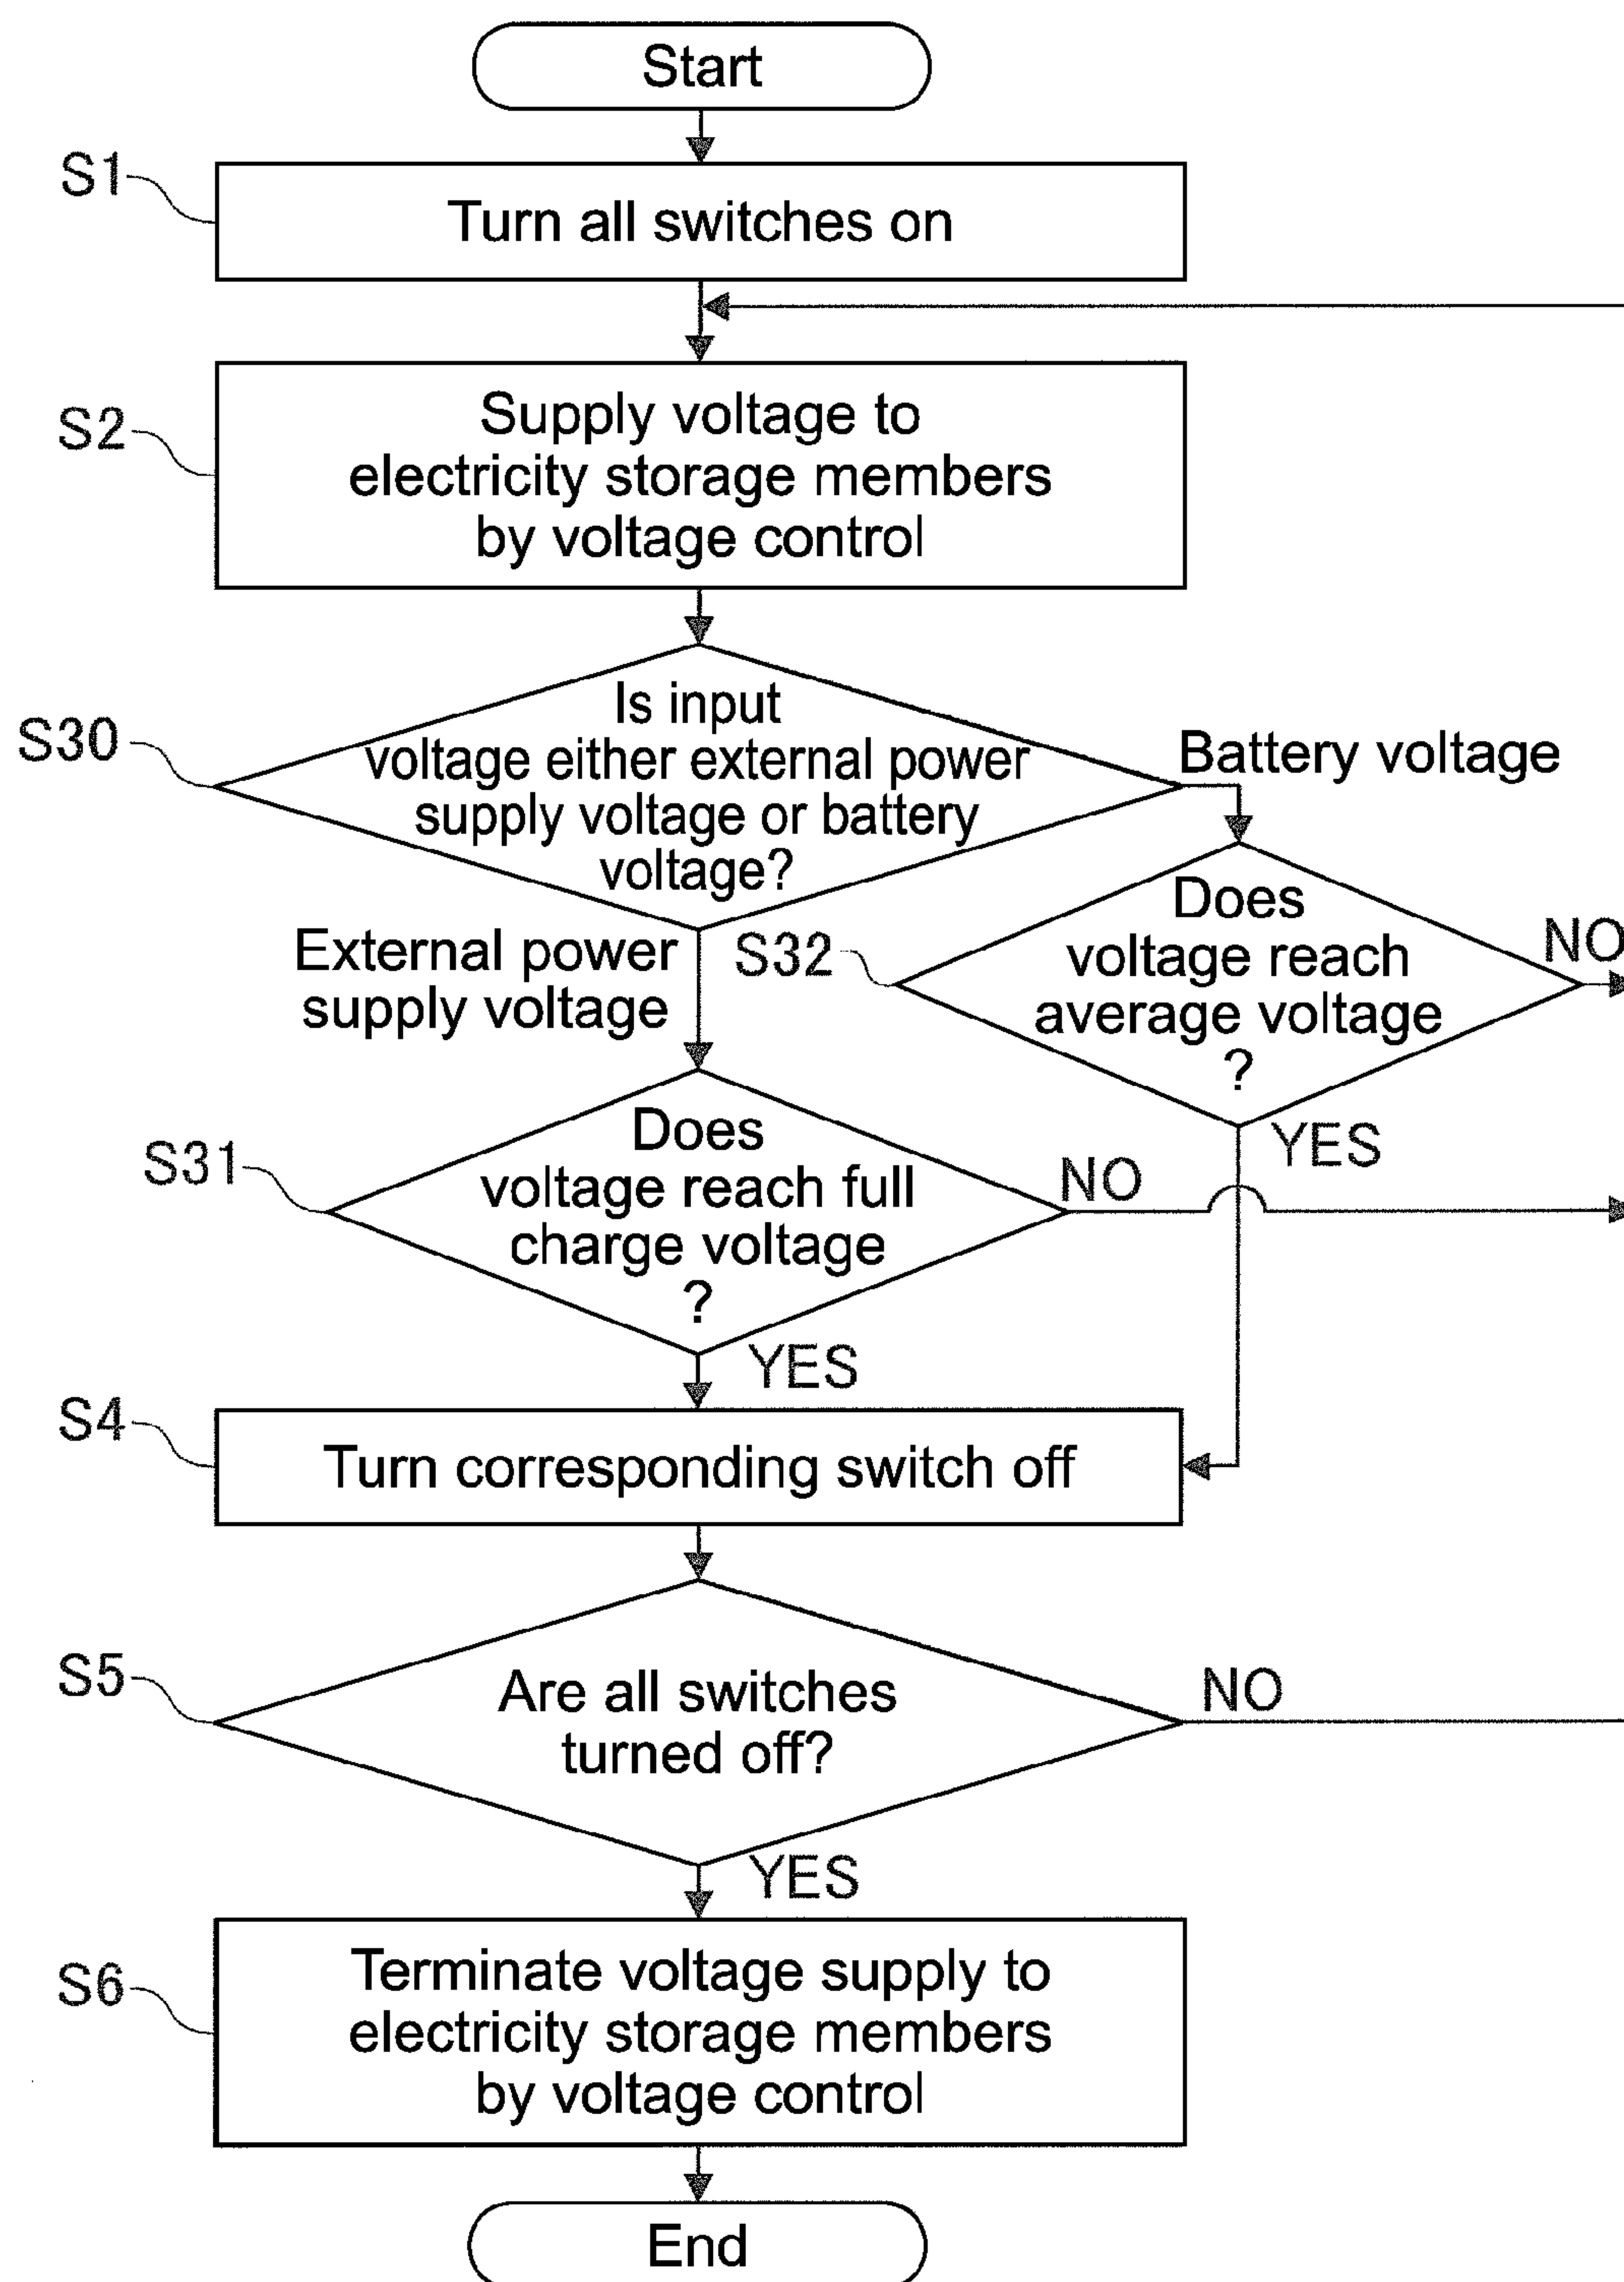 Start
S1
Turn all switches on
S2
Supply voltage to
electricity storage members
by voltage control
S30
Is input
voltage either external power
supply voltage or battery
voltage?
Battery voltage
External power
supply voltage
S32
Does
voltage reach
average voltage
?
NO
YES
S31
Does
voltage reach full
charge voltage
?
NO
YES
S4
Turn corresponding switch off
S5
Are all switches
turned off?
NO
YES
S6
Terminate voltage supply to
electricity storage members
by voltage control
End